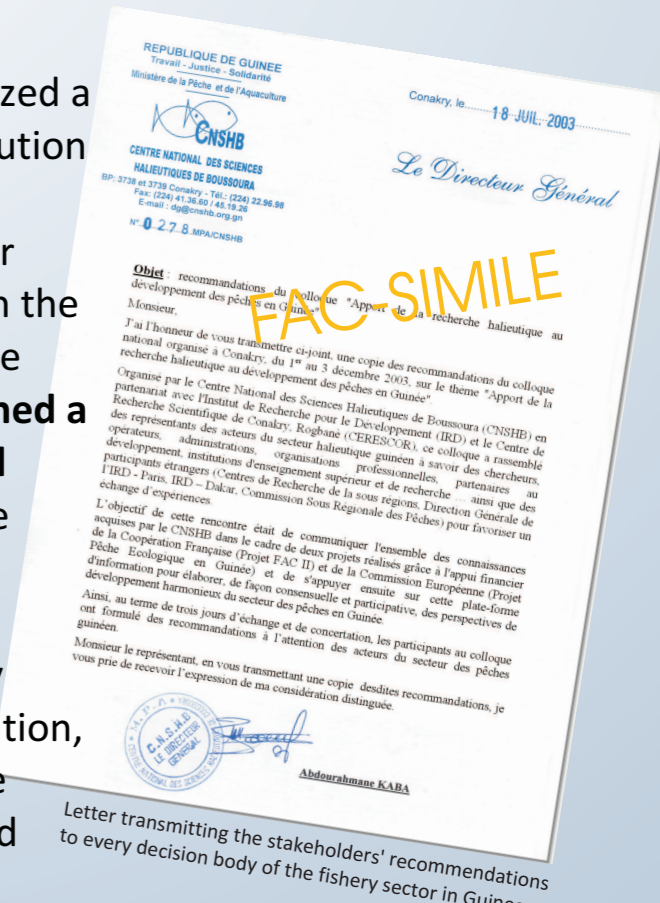 zed a
ution
r
n the
e
ned a
l
e
y
tion,
e
d
REPUBLIQUE DE GUINEE
Travail - Justice - Solidarité
Ministère de la Pêche et de l'Aquaculture
CNSHB
CENTRE NATIONAL DES SCIENCES
HALIEUTIQUES DE BOUSSOURA
BP: 3738 et 3739 Conakry - Tél.: (224) 22.96.98
Fax: (224) 41.36.60 / 45.19.26
E-mail : dg@cnshb.org.gn
N° 0 2 7 8 MPA/CNSHB
Conakry, le 18 JUIL. 2003
Le Directeur Général
FAC-SIMILE
Objet : recommandations du colloque "Apport de la recherche halieutique au
développement des pêches en Guinée"
Monsieur,
J'ai l'honneur de vous transmettre ci-joint, une copie des recommandations du colloque
national organisé à Conakry, du 1er au 3 décembre 2003, sur le thème "Apport de la
recherche halieutique au développement des pêches en Guinée".
Organisé par le Centre National des Sciences Halieutiques de Boussoura (CNSHB) en
partenariat avec l'Institut de Recherche pour le Développement (IRD) et le Centre de
Recherche Scientifique de Conakry, Rogbanè (CERESCOR), ce colloque a rassemblé
des représentants des acteurs du secteur halieutique guinéen à savoir des chercheurs,
opérateurs, administrations, organisations professionnelles, partenaires au
développement, institutions d'enseignement supérieur et de recherche ... ainsi que des
participants étrangers (Centres de Recherche de la sous régions, Direction Générale de
l'IRD - Paris, IRD – Dakar, Commission Sous Régionale des Pêches) pour favoriser un
échange d'expériences.
L'objectif de cette rencontre était de communiquer l'ensemble des connaissances
acquises par le CNSHB dans le cadre de deux projets réalisés grâce à l'appui financier
de la Coopération Française (Projet FAC II) et de la Commission Européenne (Projet
Pêche Ecologique en Guinée) et de s'appuyer ensuite sur cette plate-forme
d'information pour élaborer, de façon consensuelle et participative, des perspectives de
développement harmonieux du secteur des pêches en Guinée.
Ainsi, au terme de trois jours d'échange et de concertation, les participants au colloque
ont formulé des recommandations à l'attention des acteurs du secteur des pêches
guinéen.
Monsieur le représentant, en vous transmettant une copie desdites recommandations, je
vous prie de recevoir l'expression de ma considération distinguée.
C.N.S.H.B
LE DIRECTEUR
GENERAL
Abdourahmane KABA
Letter transmitting the stakeholders' recommendations
to every decision body of the fishery sector in Guinea